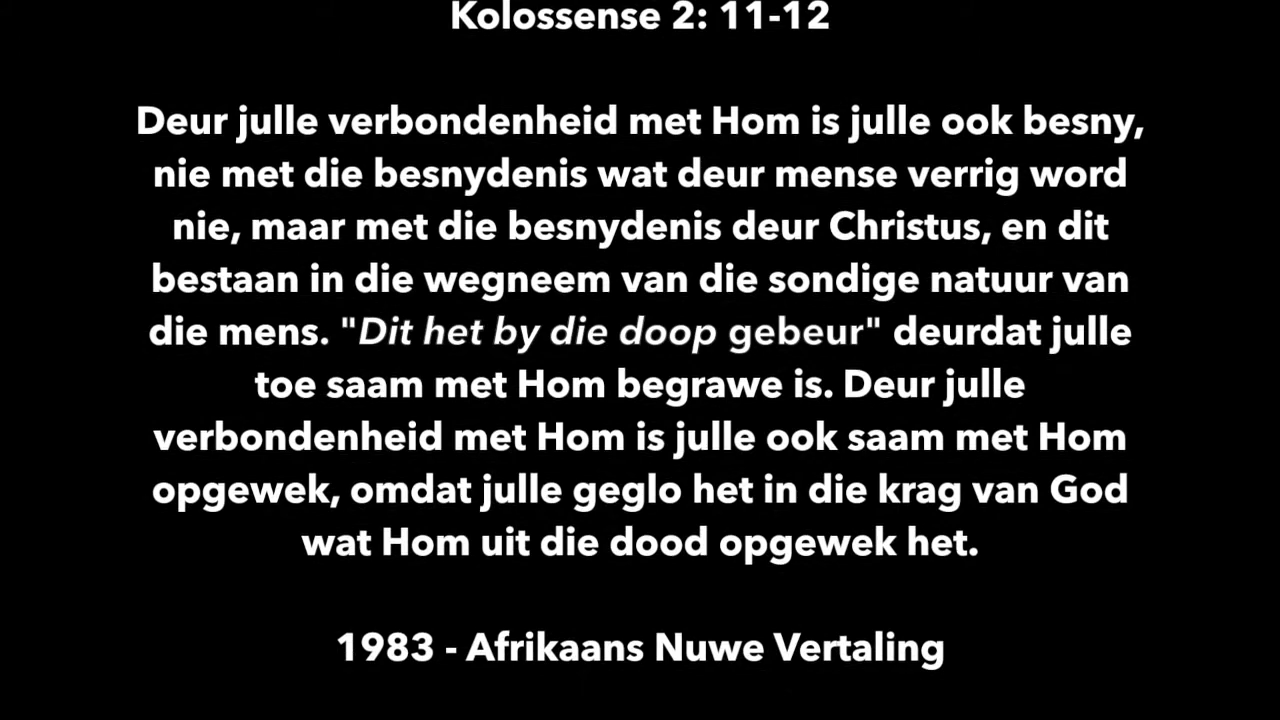 Kolossense 2: 11-12
Deur julle verbondenheid met Hom is julle ook besny,
nie met die besnydenis wat deur mense verrig word
nie, maar met die besnydenis deur Christus, en dit
bestaan in die wegneem van die sondige natuur van
die mens. "Dit het by die doop gebeur" deurdat julle
toe saam met Hom begrawe is. Deur julle
verbondenheid met Hom is julle ook saam met Hom
opgewek, omdat julle geglo het in die krag van God
wat Hom uit die dood opgewek het.
1983 - Afrikaans Nuwe Vertaling